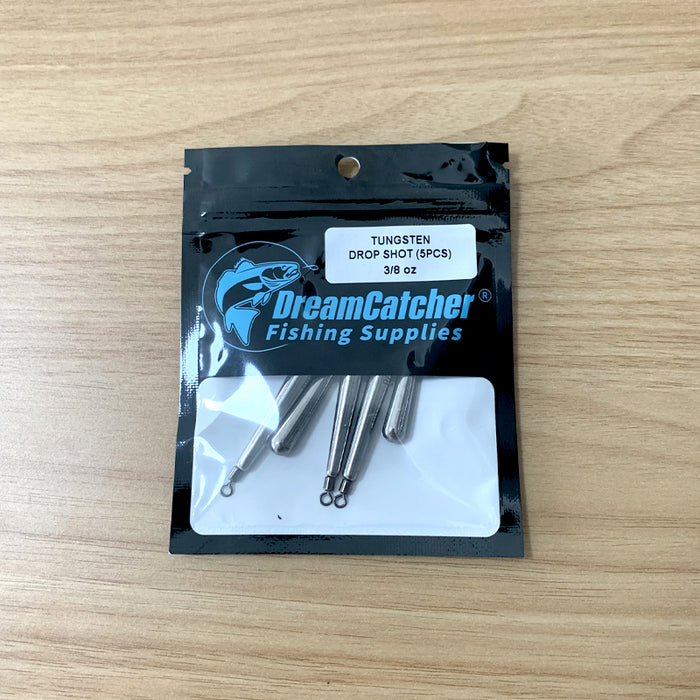 TUNGSTEN
DROP SHOT (5PCS)
3/8 oz
DreamCatcher®
Fishing Supplies